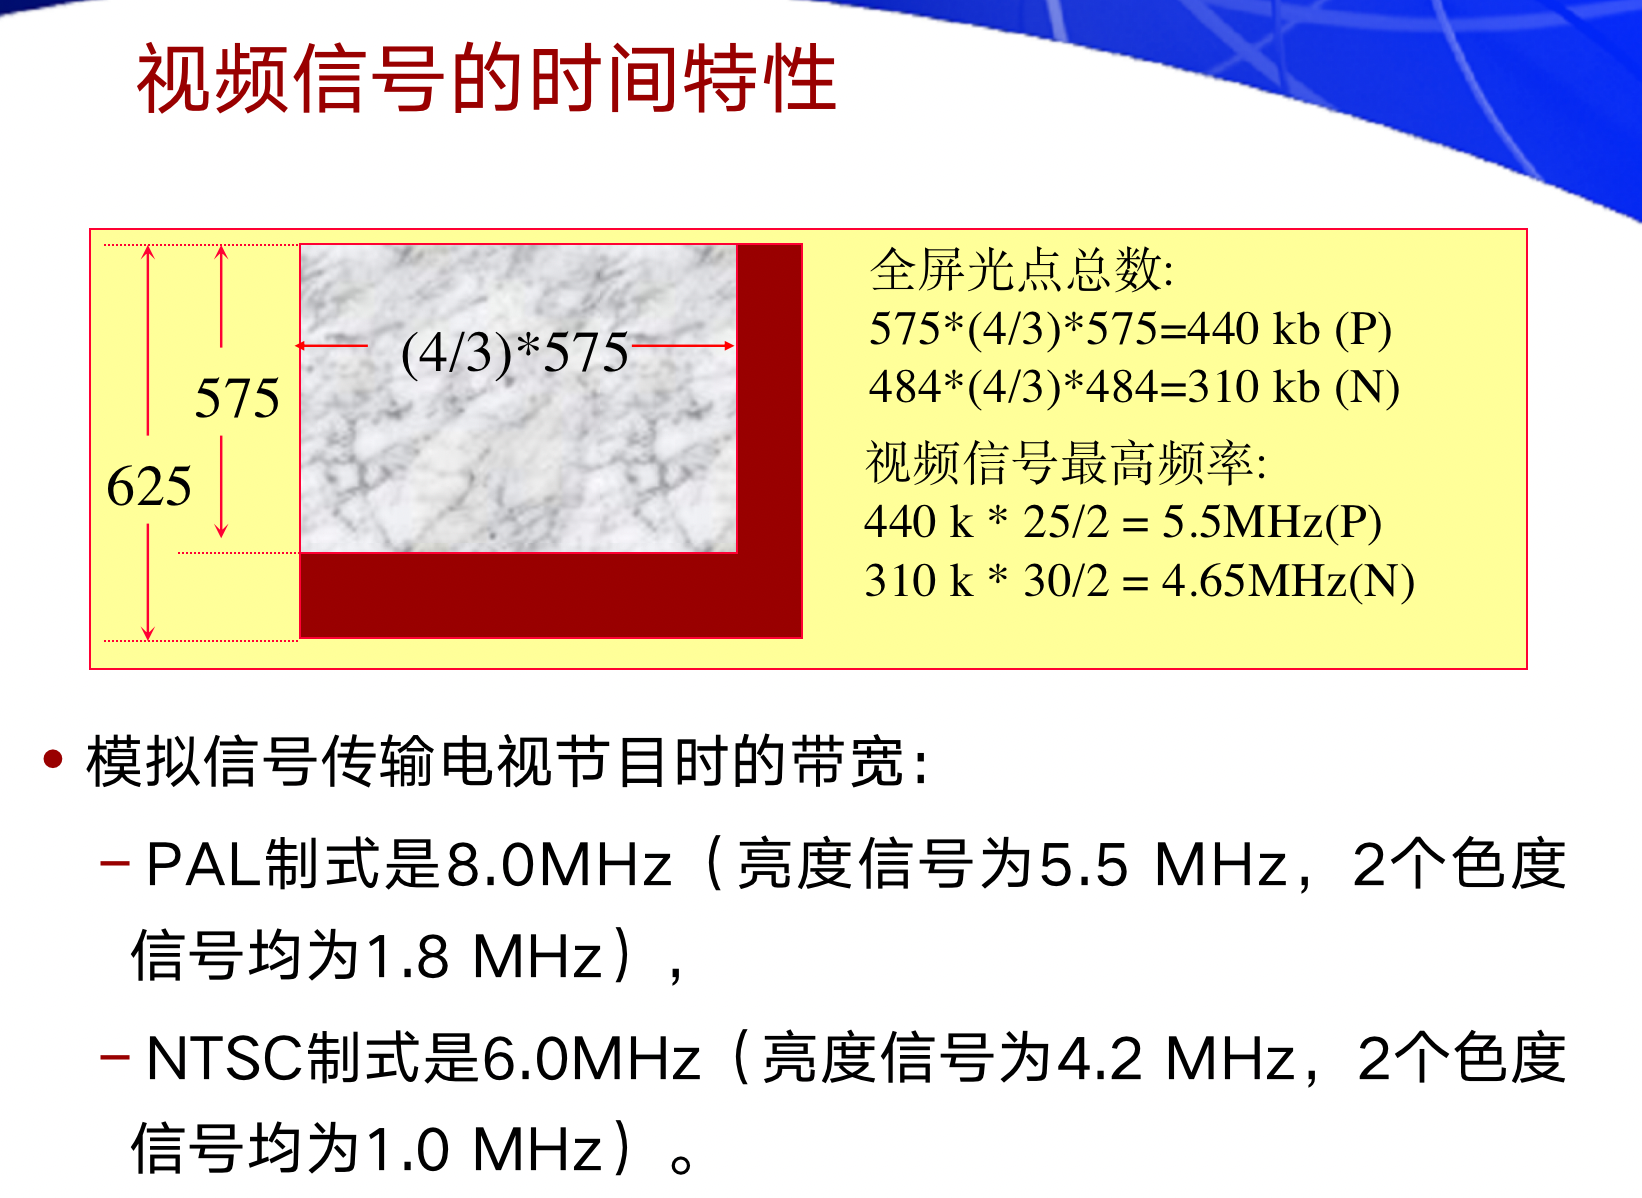 视频信号的时间特性
(4/3)*575
575
625
全屏光点总数:
575*(4/3)*575=440 kb (P)
484*(4/3)*484=310 kb (N)
视频信号最高频率:
440 k * 25/2 = 5.5MHz(P)
310 k * 30/2 = 4.65MHz(N)
• 模拟信号传输电视节目时的带宽：
– PAL制式是8.0MHz（亮度信号为5.5 MHz，2个色度
信号均为1.8 MHz），
– NTSC制式是6.0MHz（亮度信号为4.2 MHz，2个色度
信号均为1.0 MHz）。